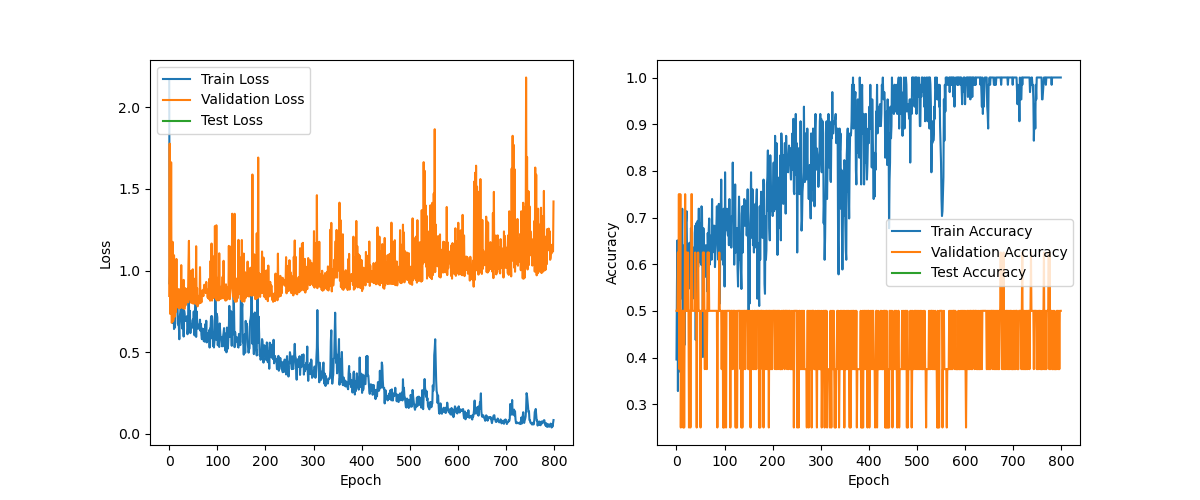 Train Loss
Validation Loss
Test Loss
2.0
1.5
1.0
0.5
0.0
Loss
0 100 200 300 400 500 600 700 800
Epoch
1.0
0.9
0.8
0.7
0.6
0.5
0.4
0.3
Accuracy
Train Accuracy
Validation Accuracy
Test Accuracy
0 100 200 300 400 500 600 700 800
Epoch